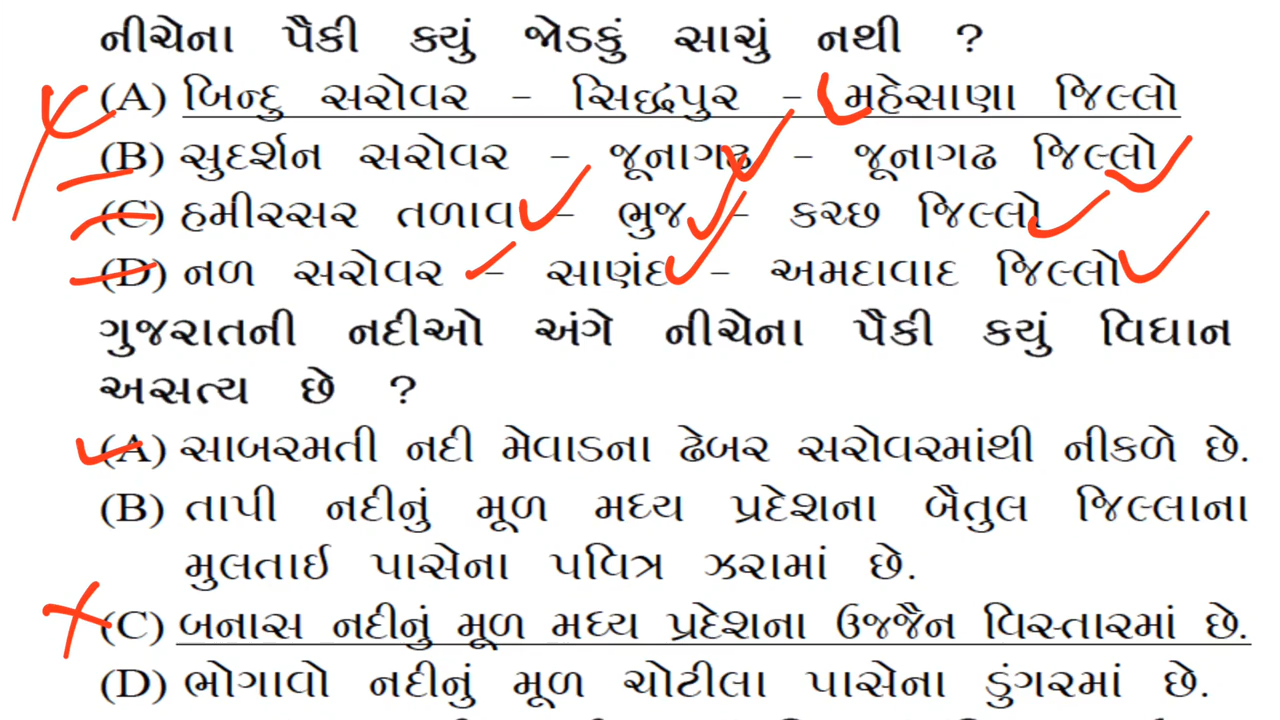 નીચેના પૈકી ક્યું જોડકું સાચું નથી ?
(A) બિન્દુ સરોવર - સિદ્ધપુર - મહેસાણા જિલ્લો
(B) સુદર્શન સરોવર - જૂનાગઢ - જૂનાગઢ જિલ્લો
(C) હમીરસર તળાવ - ભુજ - કચ્છ જિલ્લો
(D) નળ સરોવર - સાણંદ - અમદાવાદ જિલ્લો
ગુજરાતની નદીઓ અંગે નીચેના પૈકી કયું વિધાન
અસત્ય છે ?
(A) સાબરમતી નદી મેવાડના ઢેબર સરોવરમાંથી નીકળે છે.
(B) તાપી નદીનું મૂળ મધ્ય પ્રદેશના બૈતુલ જિલ્લાના
મુલતાઈ પાસેના પવિત્ર ઝરામાં છે.
(C) બનાસ નદીનું મૂળ મધ્ય પ્રદેશના ઉજજૈન વિસ્તારમાં છે.
(D) ભોગાવો નદીનું મૂળ ચોટીલા પાસેના ડુંગરમાં છે.